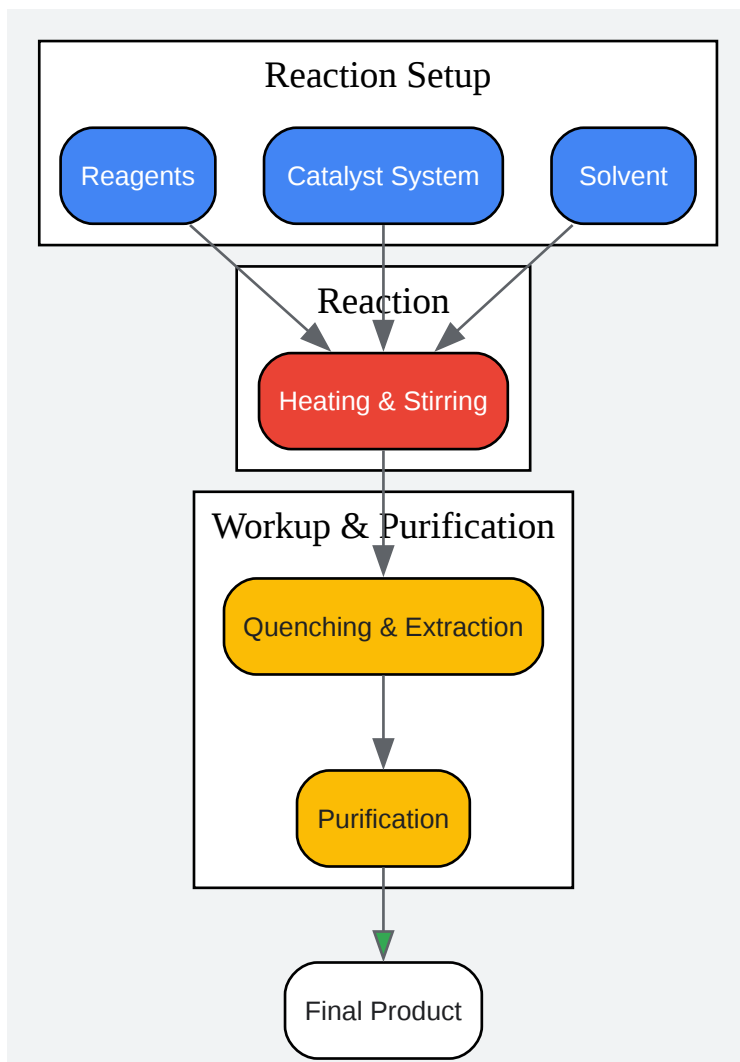 Reaction Setup
Reagents
Catalyst System
Solvent
Reaction
Heating & Stirring
Workup & Purification
Quenching & Extraction
Purification
Final Product